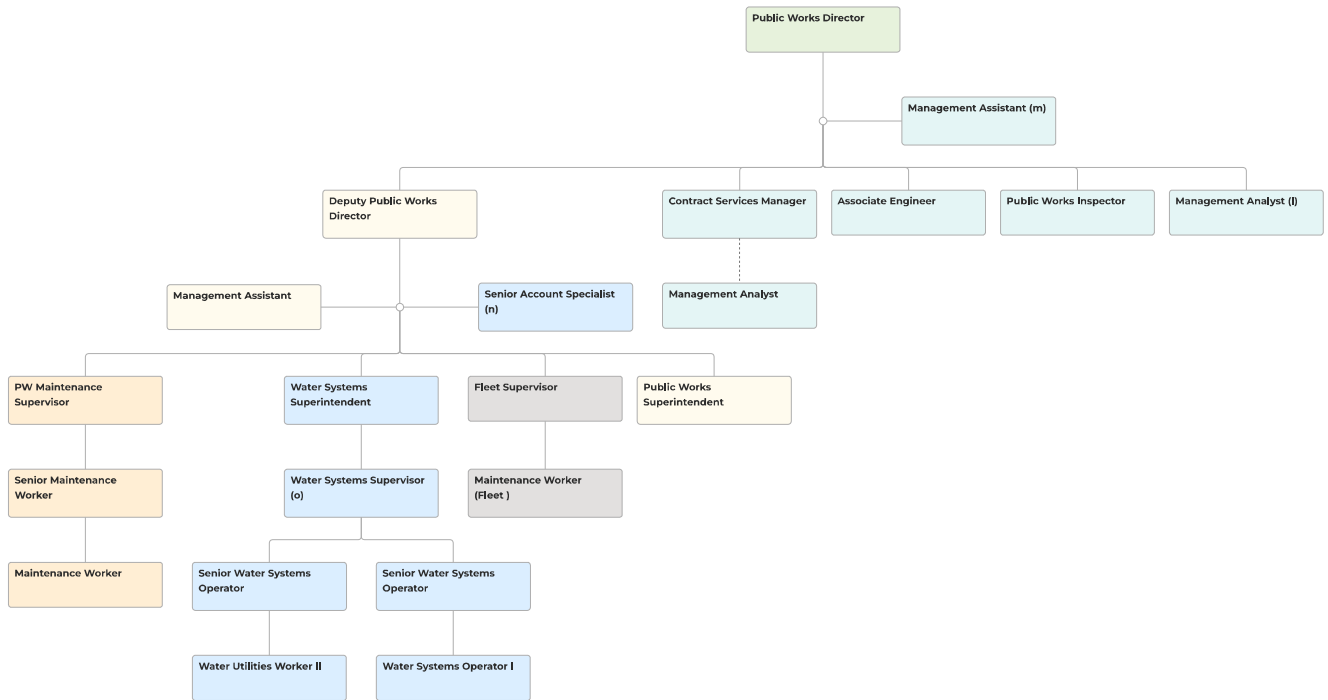 Public Works Director
Management Assistant (m)
Deputy Public Works
Director
Contract Services Manager
Associate Engineer
Public Works Inspector
Management Analyst (l)
Management Assistant
Senior Account Specialist
(n)
Management Analyst
PW Maintenance
Supervisor
Water Systems
Superintendent
Fleet Supervisor
Public Works
Superintendent
Senior Maintenance
Worker
Water Systems Supervisor
(o)
Maintenance Worker
(Fleet )
Maintenance Worker
Senior Water Systems
Operator
Senior Water Systems
Operator
Water Utilities Worker II
Water Systems Operator I